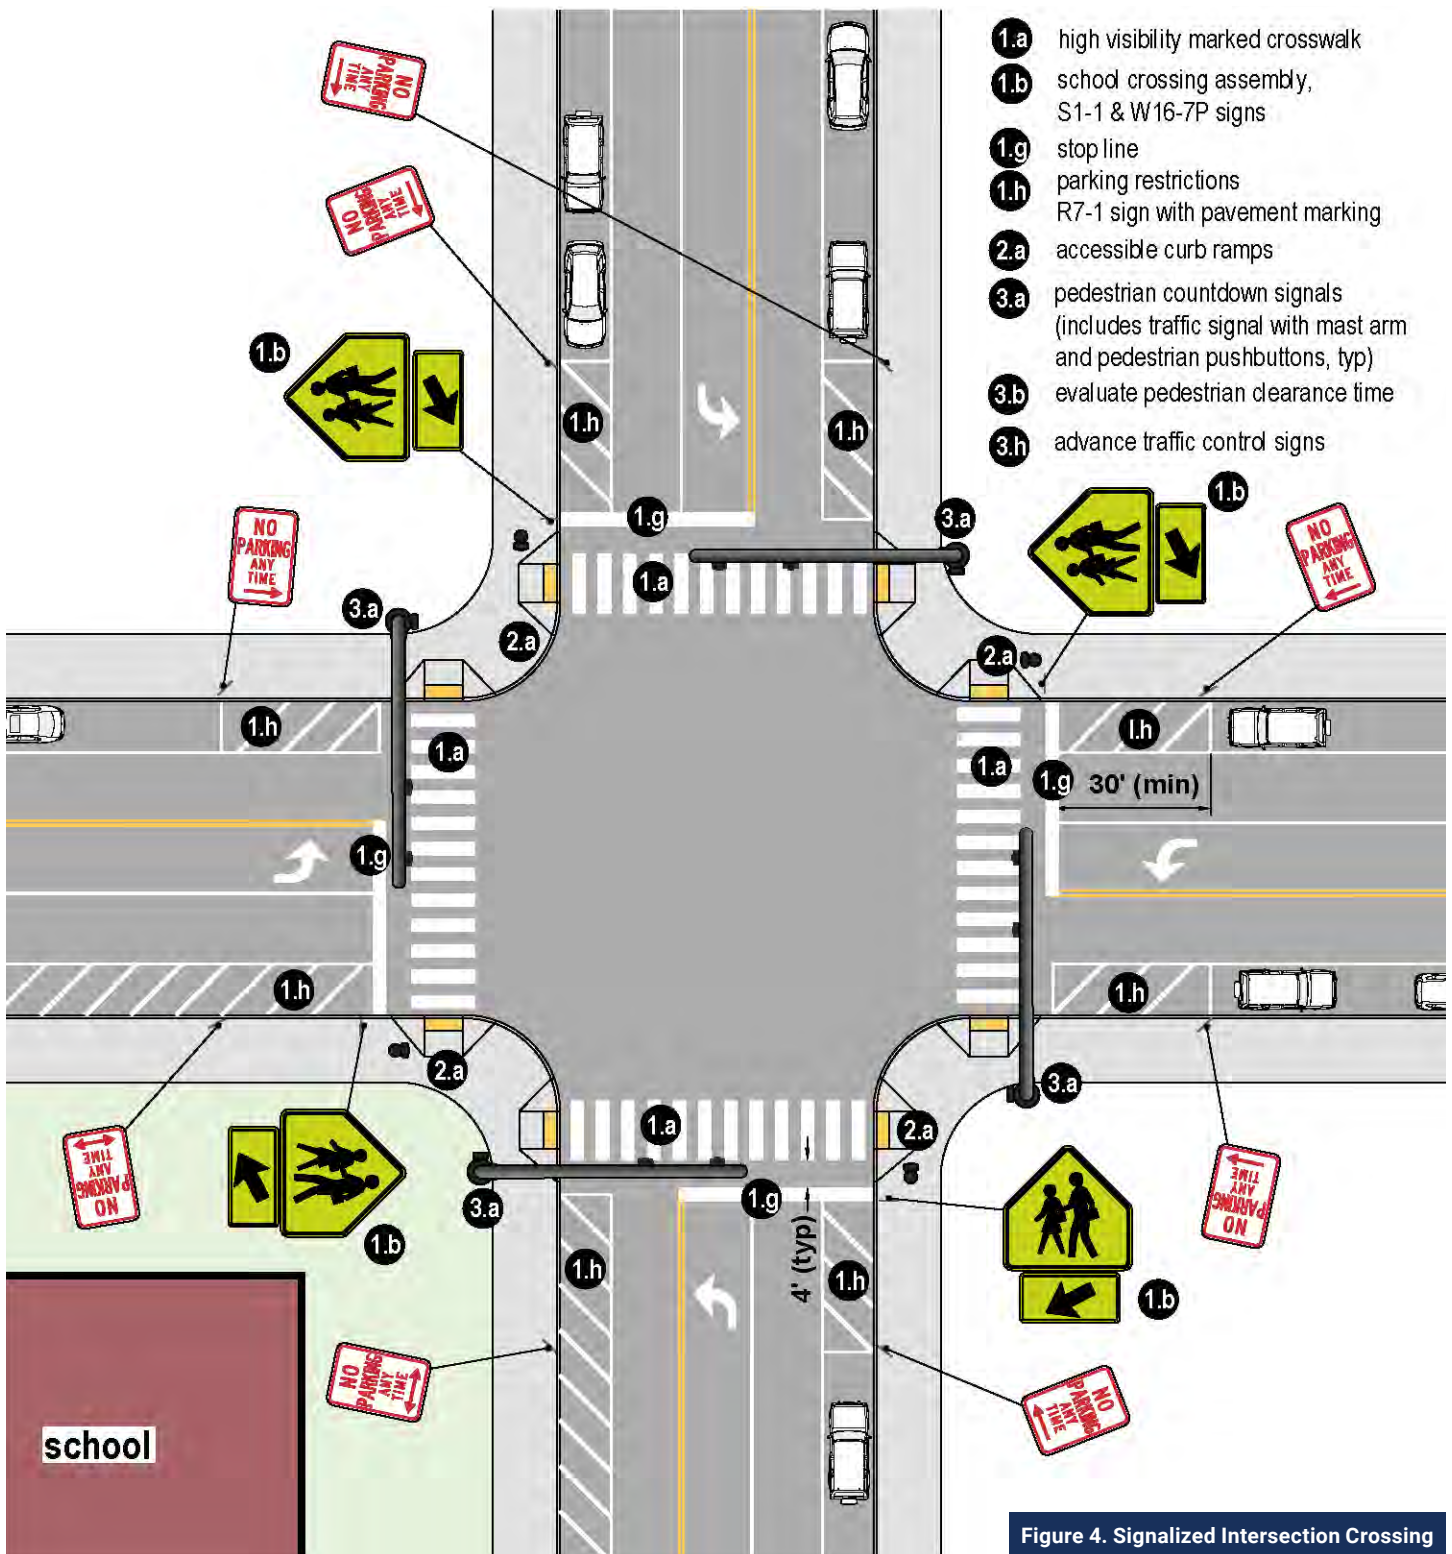 1.a high visibility marked crosswalk
1.b school crossing assembly,
S1-1 & W16-7P signs
1.g stop line
1.h parking restrictions
R7-1 sign with pavement marking
2.a accessible curb ramps
3.a pedestrian countdown signals
(includes traffic signal with mast arm
and pedestrian pushbuttons, typ)
3.b evaluate pedestrian clearance time
3.h advance traffic control signs
NO
PARKING
ANY
TIME
NO
PARKING
ANY
TIME
1.b
1.h
1.h
1.b
1.g
3.a
NO
PARKING
ANY
TIME
NO
PARKING
ANY
TIME
1.a
3.a
2.a
2.a
1.h
1.h
1.a
1.a
1.g
30' (min)
1.g
1.h
1.h
2.a
3.a
1.a
2.a
NO
PARKING
ANY
TIME
NO
PARKING
ANY
TIME
3.a
1.g
1.b
4' (typ)
1.h
1.h
1.b
NO
PARKING
ANY
TIME
NO
PARKING
ANY
TIME
school
Figure 4. Signalized Intersection Crossing